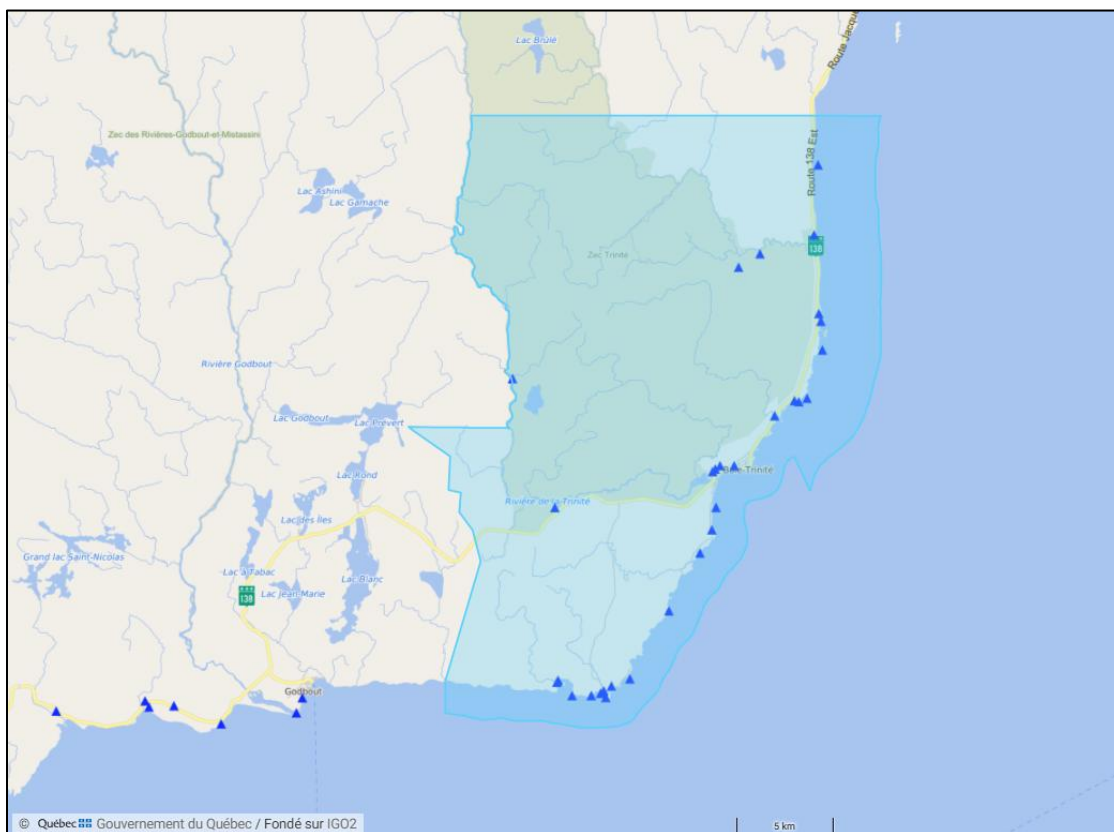 Lac Brûlé
Route Jacque
Zec des Rivières-Godbout-et-Mistassini
Route 138 Est
Lac Ashini
Lac Gamache
138
Zec Trinité
Rivière Godbout
Lac Godbout
Lac Prévert
Baie-Trinité
Lac Rond
Rivière de la Trinité
Lac des Îles
Grand lac Saint-Nicolas
Lac à Tabac
Lac Blanc
Lac Jean-Marie
138
Godbout
© Québec Gouvernement du Québec / Fondé sur IGO2
5 km